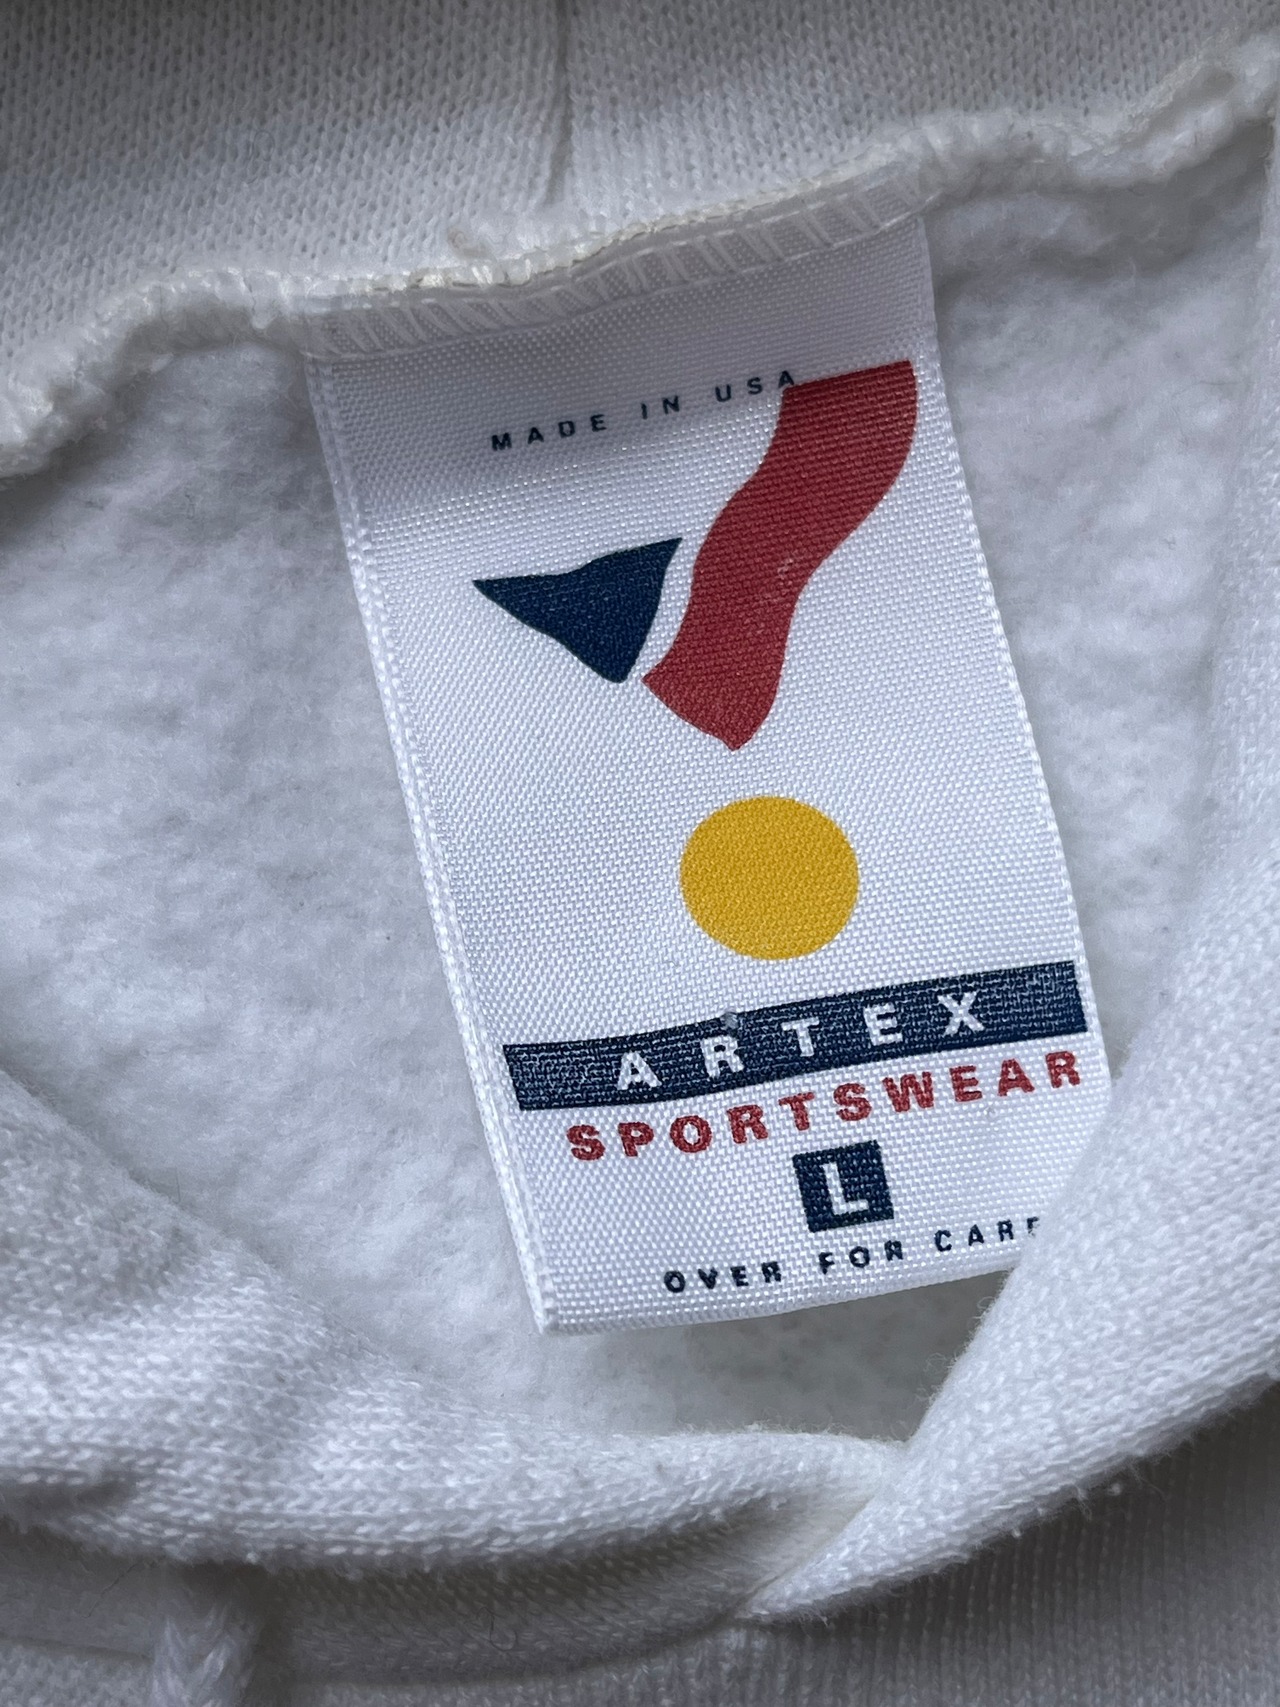 MADE IN USA
ARTEX
SPORTSWEAR
L
OVER FOR CARE